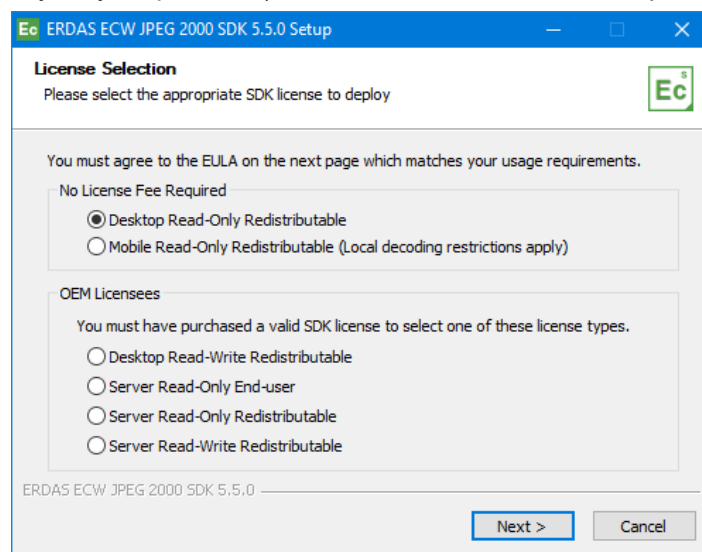 Ec ERDAS ECW JPEG 2000 SDK 5.5.0 Setup
License Selection
Please select the appropriate SDK license to deploy
Ec s
You must agree to the EULA on the next page which matches your usage requirements.
No License Fee Required
Desktop Read-Only Redistributable
Mobile Read-Only Redistributable (Local decoding restrictions apply)
OEM Licensees
You must have purchased a valid SDK license to select one of these license types.
Desktop Read-Write Redistributable
Server Read-Only End-user
Server Read-Only Redistributable
Server Read-Write Redistributable
ERDAS ECW JPEG 2000 SDK 5.5.0
Next > Cancel